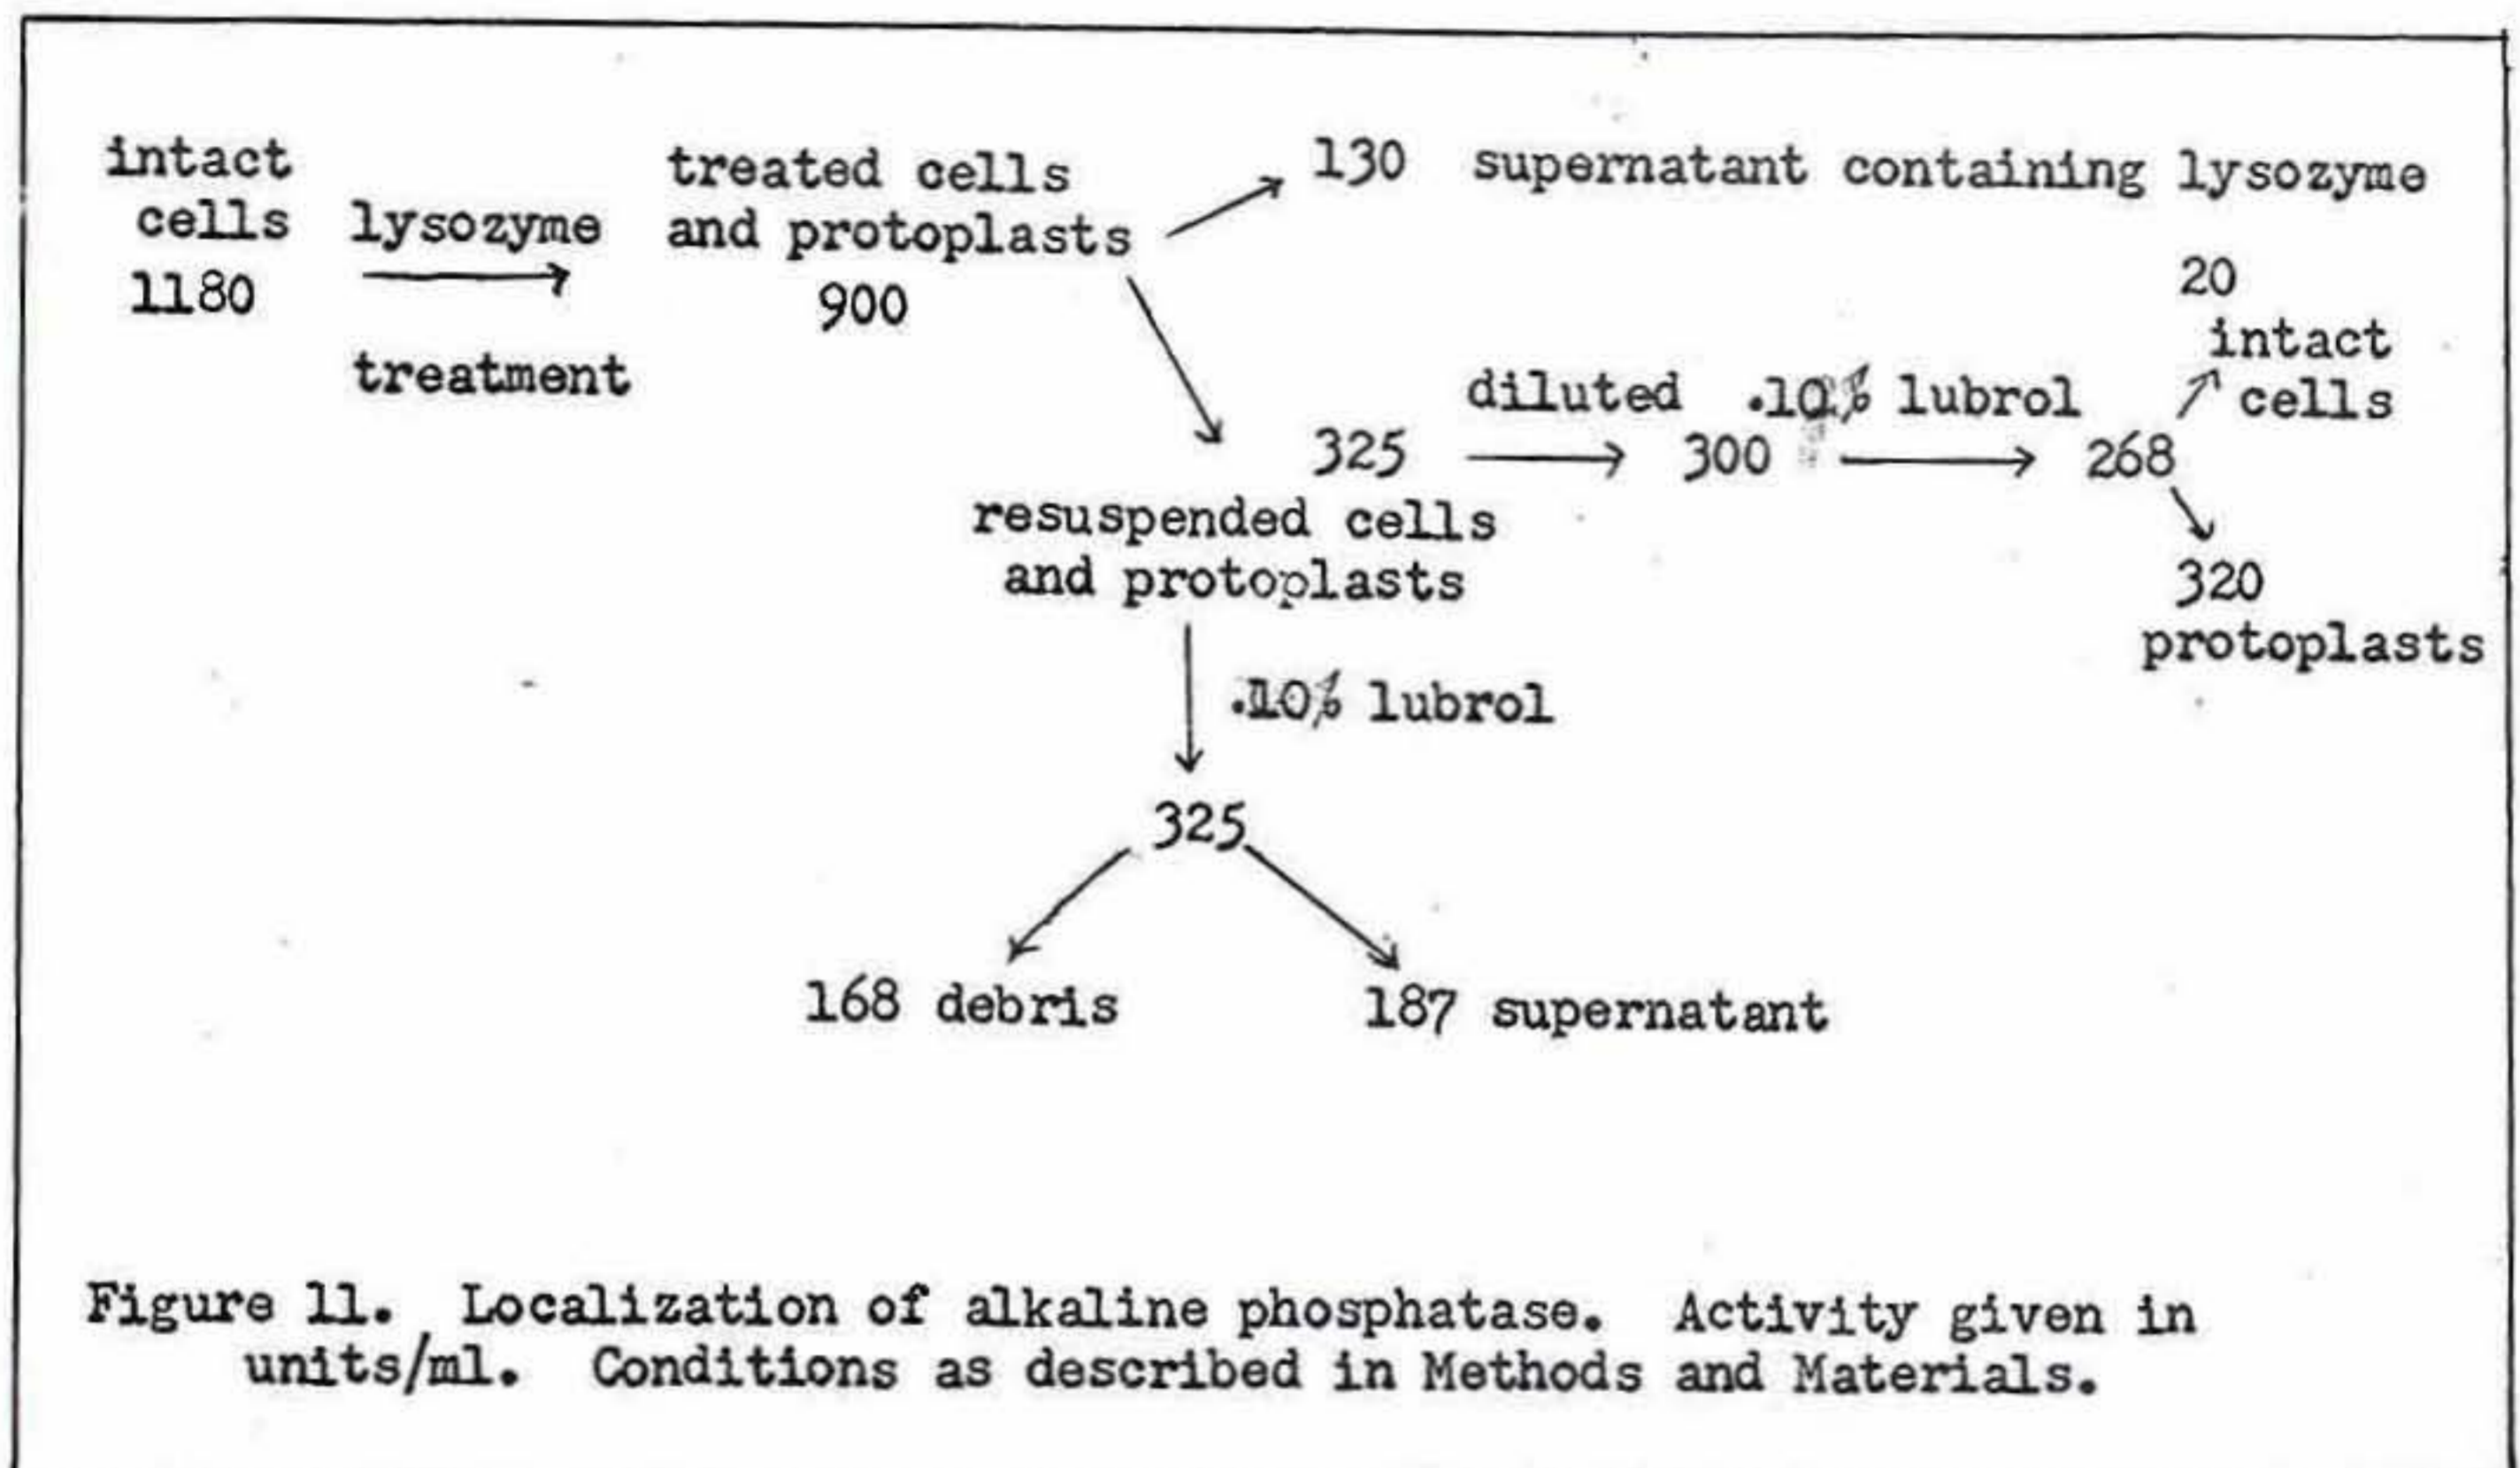 intact
cells
1180
lysozyme
treatment
treated cells
and protoplasts
900
130 supernatant containing lysozyme
20
intact
cells
diluted .10% lubrol
325 300 268
resuspended cells
and protoplasts
320
protoplasts
.10% lubrol
325
168 debris
187 supernatant
Figure 11. Localization of alkaline phosphatase. Activity given in
units/ml. Conditions as described in Methods and Materials.